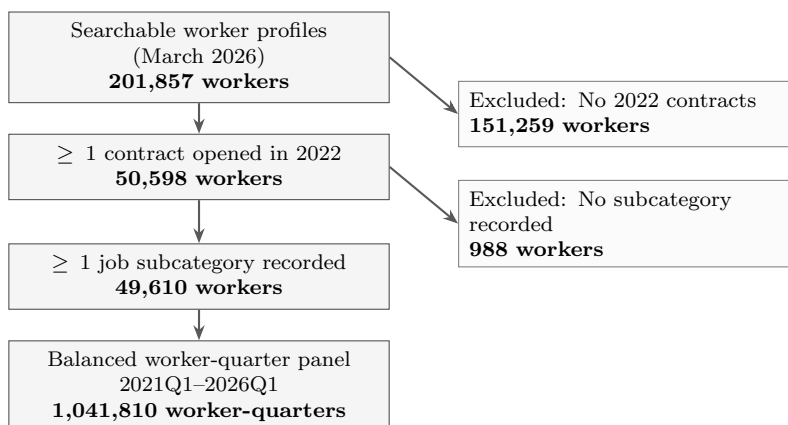 Searchable worker profiles
(March 2026)
201,857 workers
Excluded: No 2022 contracts
151,259 workers
≥ 1 contract opened in 2022
50,598 workers
Excluded: No subcategory
recorded
988 workers
≥ 1 job subcategory recorded
49,610 workers
Balanced worker-quarter panel
2021Q1–2026Q1
1,041,810 worker-quarters